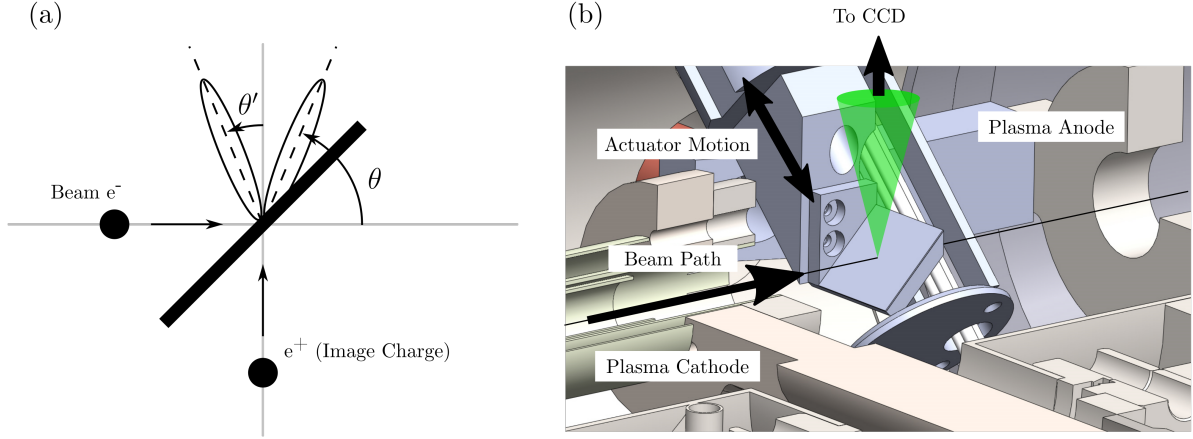 (a)
θ′
θ
Beam e⁻
e⁺ (Image Charge)
(b)
To CCD
Actuator Motion
Plasma Anode
Beam Path
Plasma Cathode